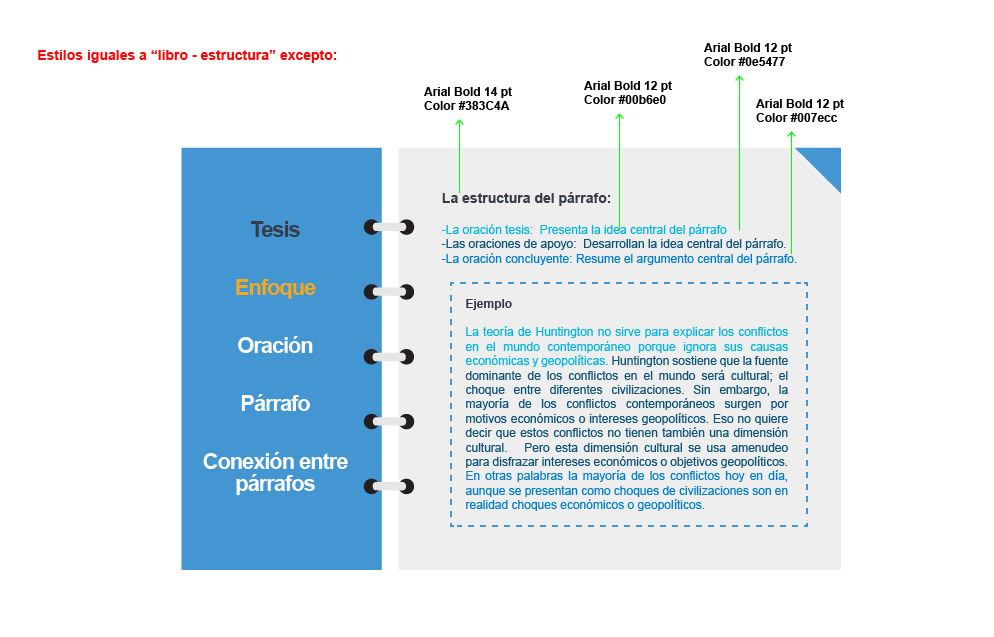 Estilos iguales a “libro - estructura” excepto:
Arial Bold 12 pt
Color #0e5477
Arial Bold 14 pt
Color #383C4A
Arial Bold 12 pt
Color #00b6e0
Arial Bold 12 pt
Color #007ecc
Tesis
Enfoque
Oración
Párrafo
Conexión entre
párrafos
La estructura del párrafo:
-La oración tesis:  Presenta la idea central del párrafo
-Las oraciones de apoyo:  Desarrollan la idea central del párrafo.
-La oración concluyente: Resume el argumento central del párrafo.
Ejemplo
La teoría de Huntington no sirve para explicar los conflictos
en el mundo contemporáneo porque ignora sus causas
económicas y geopolíticas. Huntington sostiene que la fuente
dominante de los conflictos en el mundo será cultural; el
choque entre diferentes civilizaciones. Sin embargo, la
mayoría de los conflictos contemporáneos surgen por
motivos económicos o intereses geopolíticos. Eso no quiere
decir que estos conflictos no tienen también una dimensión
cultural.  Pero esta dimensión cultural se usa amenudeo
para disfrazar intereses económicos o objetivos geopolíticos.
En otras palabras la mayoría de los conflictos hoy en día,
aunque se presentan como choques de civilizaciones son en
realidad choques económicos o geopolíticos.